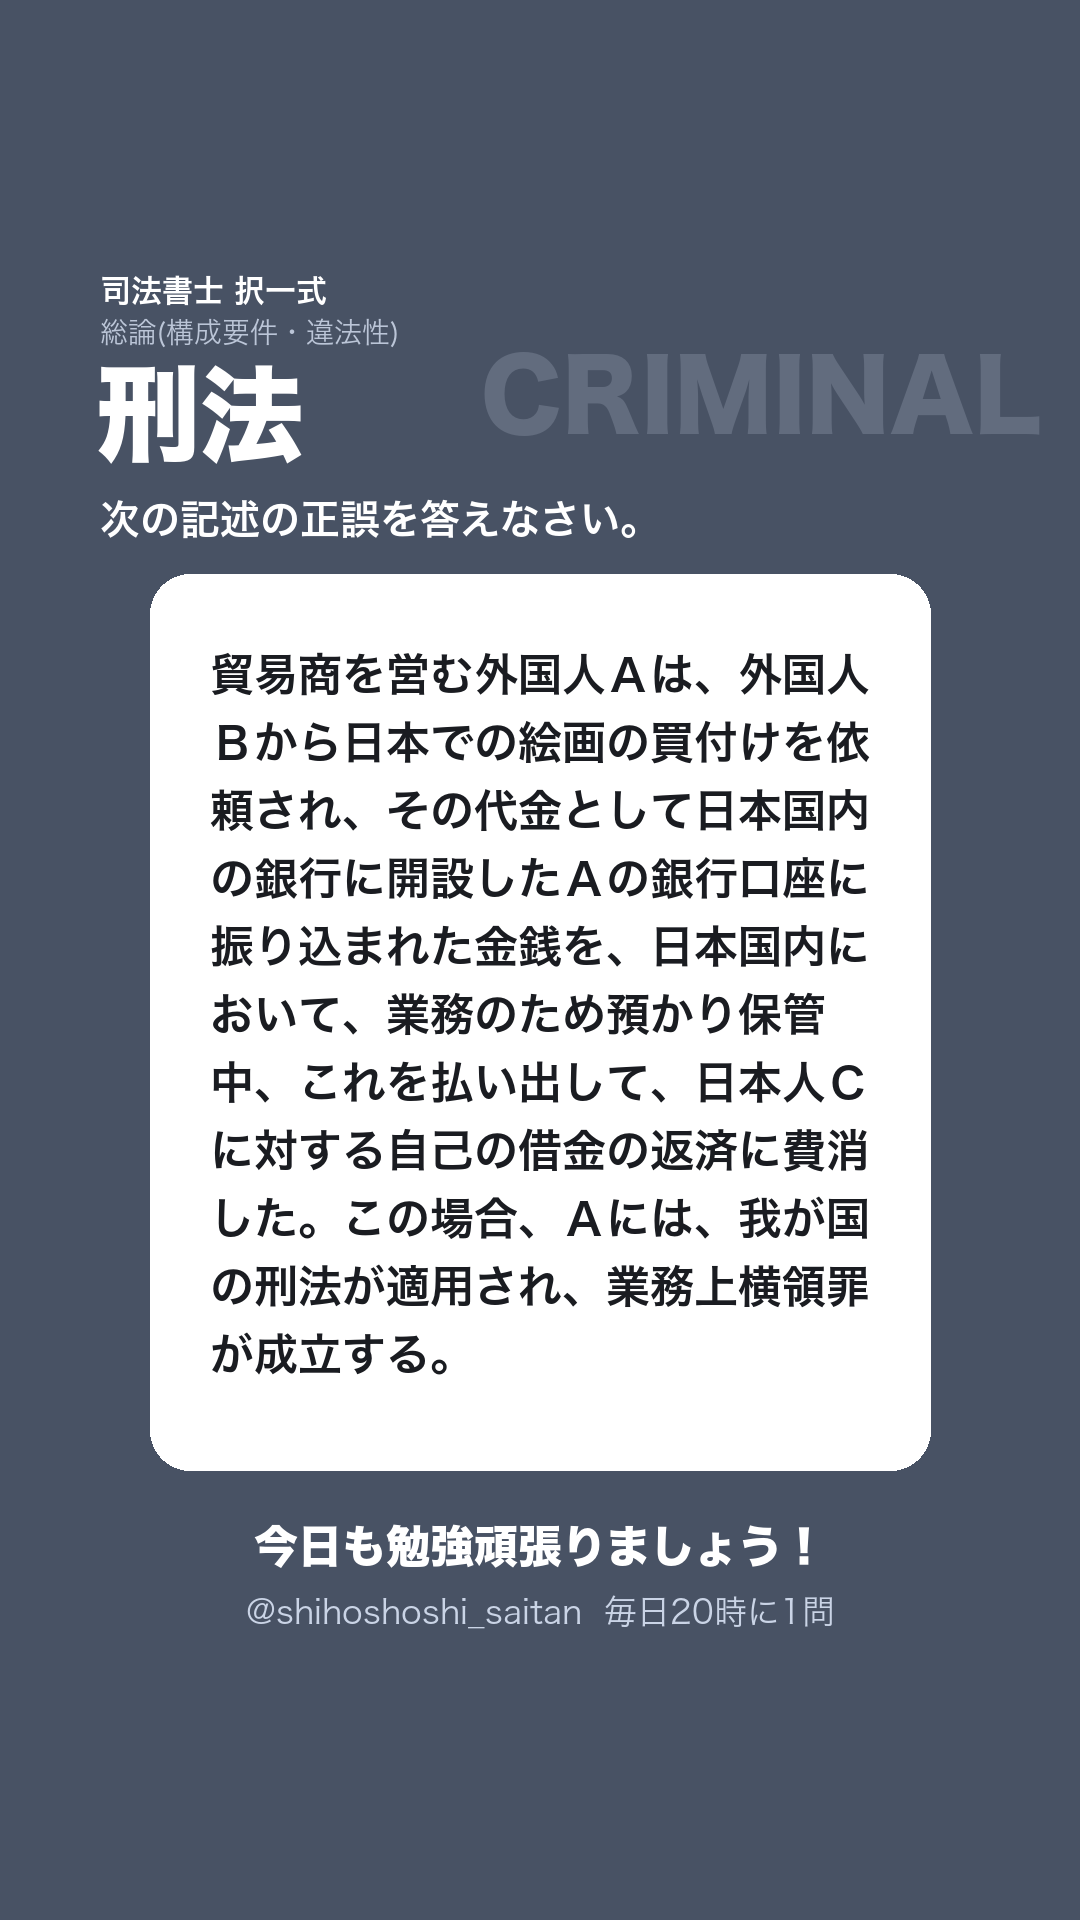 司法書士 択一式
総論(構成要件・違法性)
刑法
CRIMINAL
次の記述の正誤を答えなさい。
貿易商を営む外国人Ａは、外国人
Ｂから日本での絵画の買付けを依
頼され、その代金として日本国内
の銀行に開設したＡの銀行口座に
振り込まれた金銭を、日本国内に
おいて、業務のため預かり保管
中、これを払い出して、日本人Ｃ
に対する自己の借金の返済に費消
した。この場合、Ａには、我が国
の刑法が適用され、業務上横領罪
が成立する。
今日も勉強頑張りましょう！
@shihoshoshi_saitan 毎日20時に1問